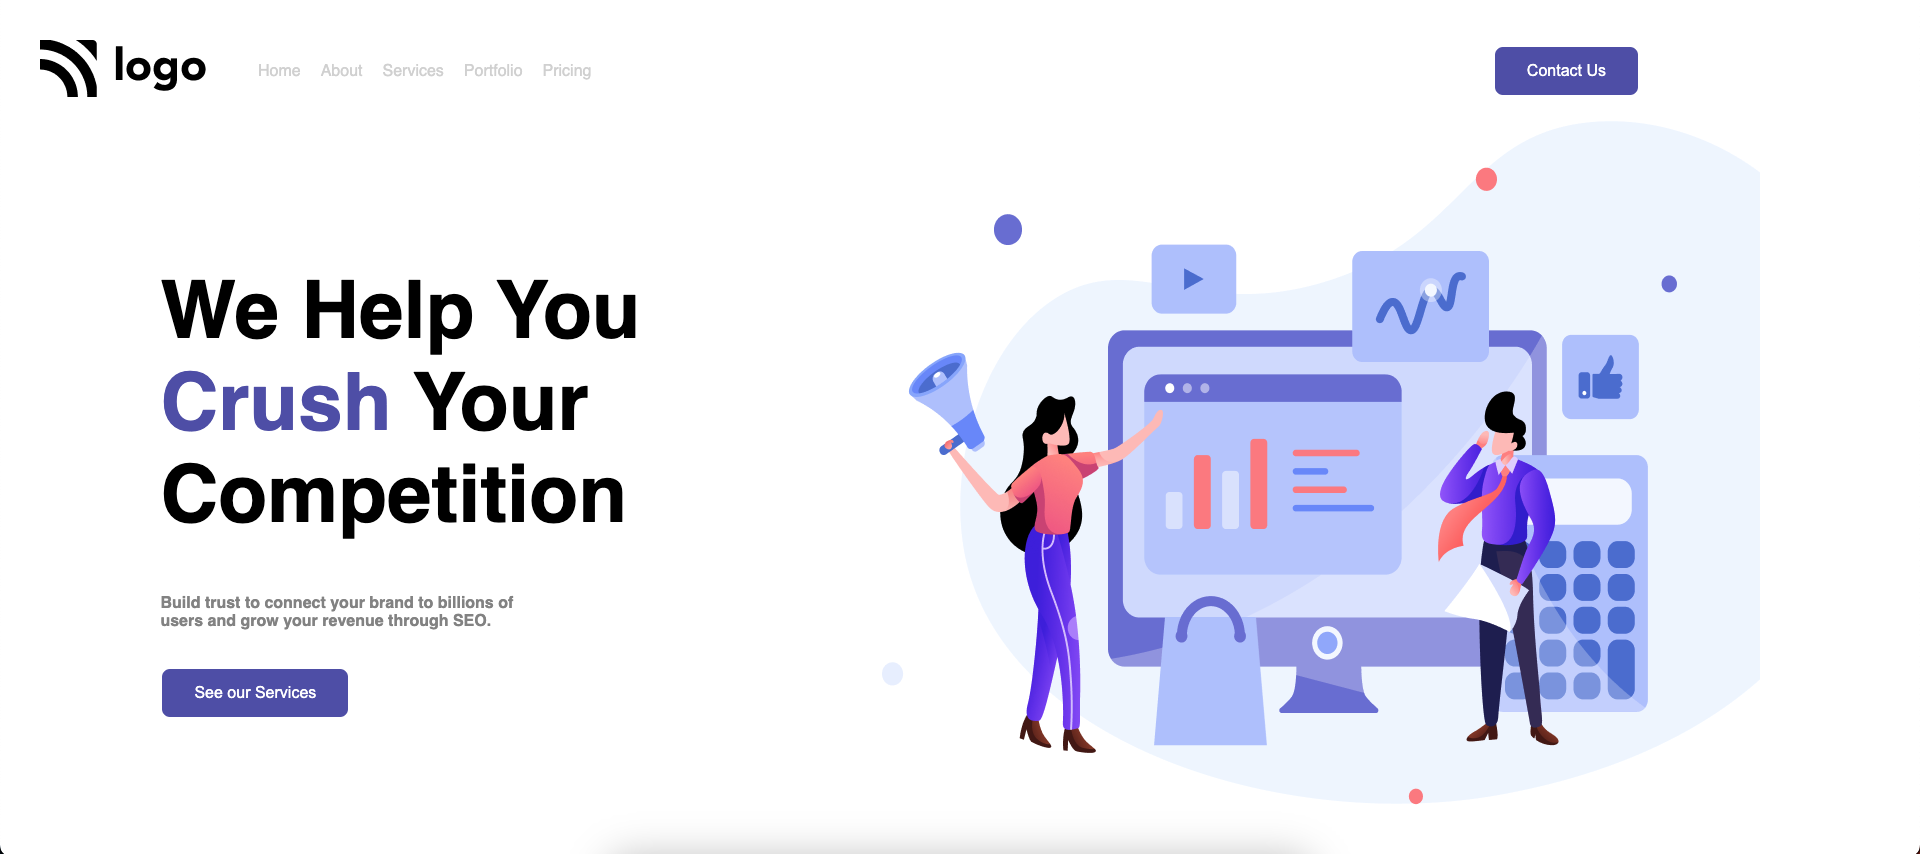 logo
Home About Services Portfolio Pricing
Contact Us
We Help You
Crush Your
Competition
Build trust to connect your brand to billions of
users and grow your revenue through SEO.
See our Services